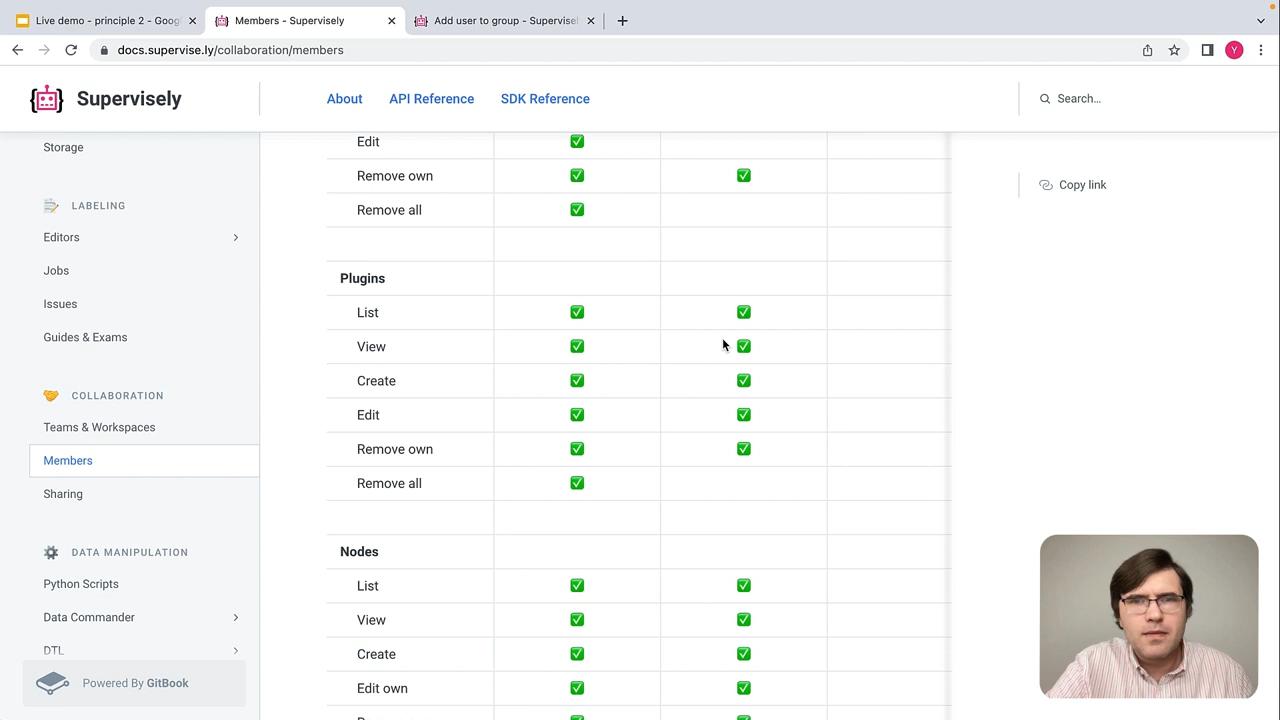 Live demo - principle 2 - Goog
Members - Supervisely
Add user to group - Supervisel
docs.supervise.ly/collaboration/members
Y
Supervisely
About
API Reference
SDK Reference
Search...
Storage
LABELING
Editors
Jobs
Issues
Guides & Exams
COLLABORATION
Teams & Workspaces
Members
Sharing
DATA MANIPULATION
Python Scripts
Data Commander
DTL
Powered By GitBook
Edit
Remove own
Remove all
Plugins
List
View
Create
Edit
Remove own
Remove all
Nodes
List
View
Create
Edit own
Copy link